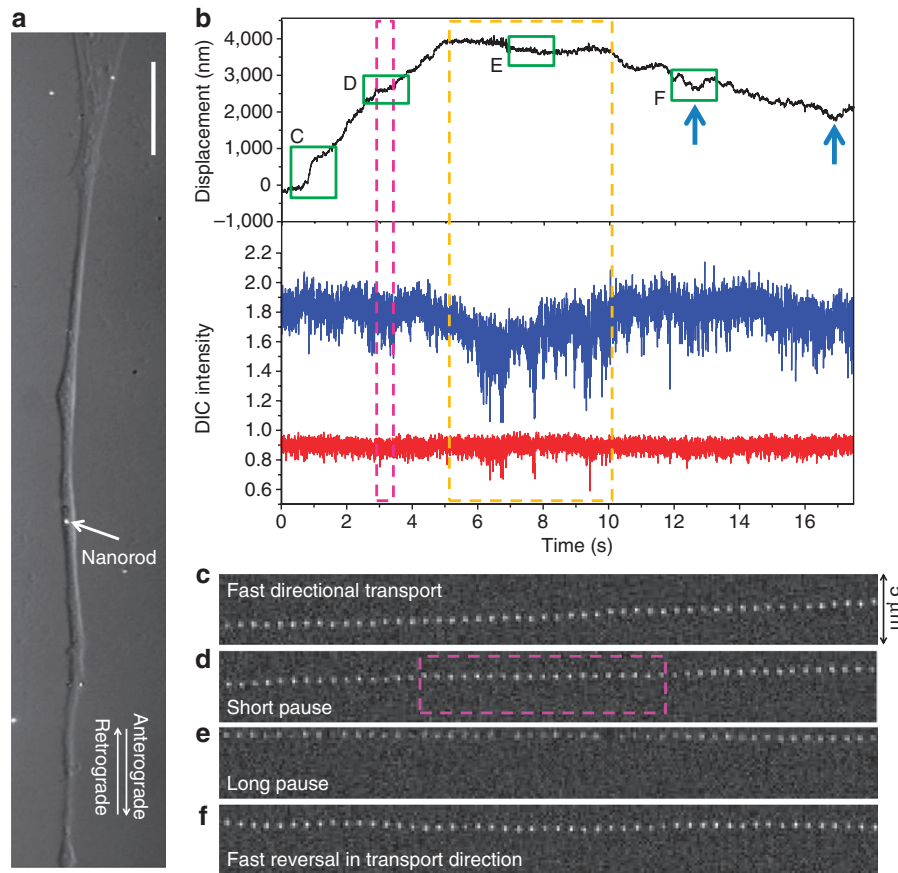 a
Nanorod
Anterograde
Retrograde
b
Displacement (nm)
4,000
3,000
2,000
1,000
0
–1,000
C
D
E
F
DIC intensity
2.2
2.0
1.8
1.6
1.4
1.2
1.0
0.8
0.6
0 2 4 6 8 10 12 14 16
Time (s)
c
Fast directional transport
5 µm
d
Short pause
e
Long pause
f
Fast reversal in transport direction